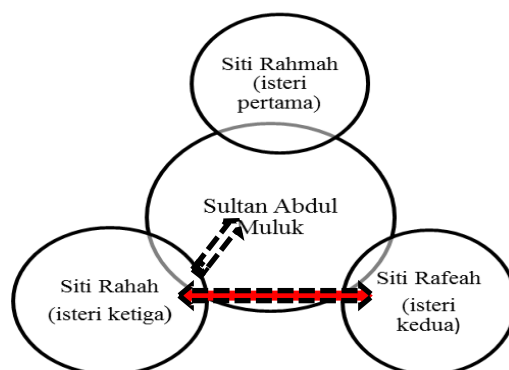 Siti Rahmah
(isteri
pertama)
Sultan Abdul
Muluk
Siti Rahah
(isteri ketiga)
Siti Rafeah
(isteri
kedua)